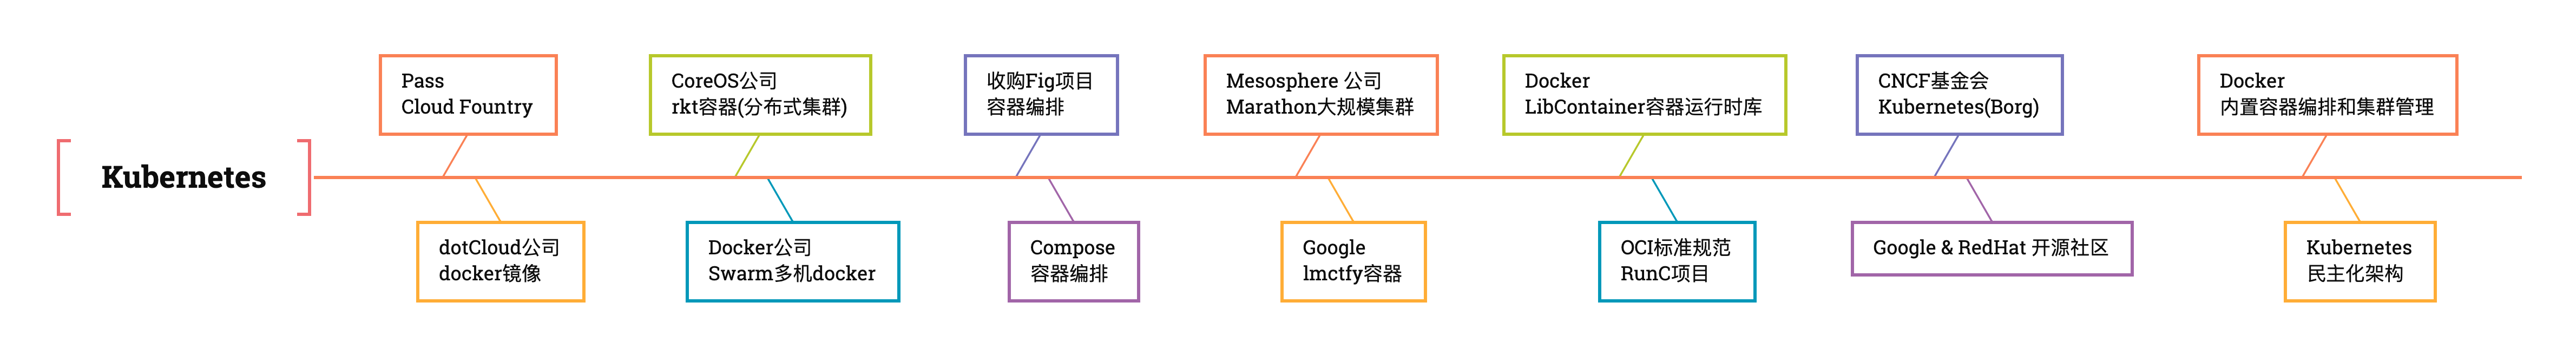 Kubernetes
Pass
Cloud Fountry
dotCloud公司
docker镜像
CoreOS公司
rkt容器(分布式集群)
Docker公司
Swarm多机docker
收购Fig项目
容器编排
Compose
容器编排
Mesosphere 公司
Marathon大规模集群
Google
lmctfy容器
Docker
LibContainer容器运行时库
OCI标准规范
RunC项目
CNCF基金会
Kubernetes(Borg)
Google & RedHat 开源社区
Docker
内置容器编排和集群管理
Kubernetes
民主化架构